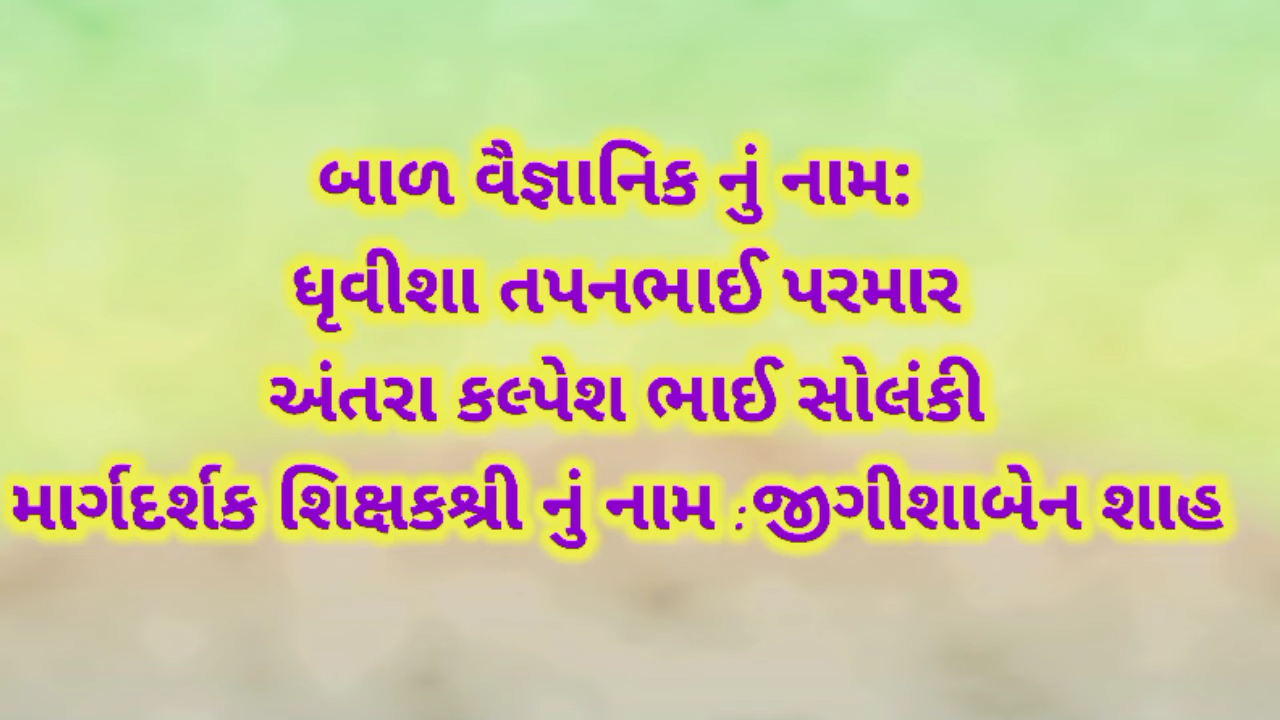 બાળ વૈજ્ઞાનિક નું નામ:
ધૃવીશા તપનભાઈ પરમાર
અંતરા કલ્પેશ ભાઈ સોલંકી
માર્ગદર્શક શિક્ષકશ્રી નું નામ :જીગીશાબેન શાહ